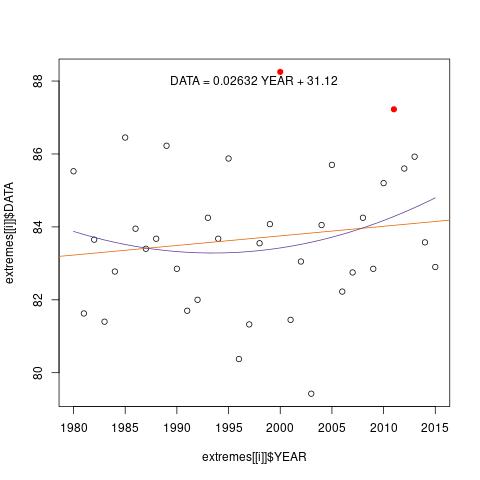 DATA = 0.02632 YEAR + 31.12
88
86
84
82
80
extremes[[i]]$DATA
1980 1985 1990 1995 2000 2005 2010 2015
extremes[[i]]$YEAR